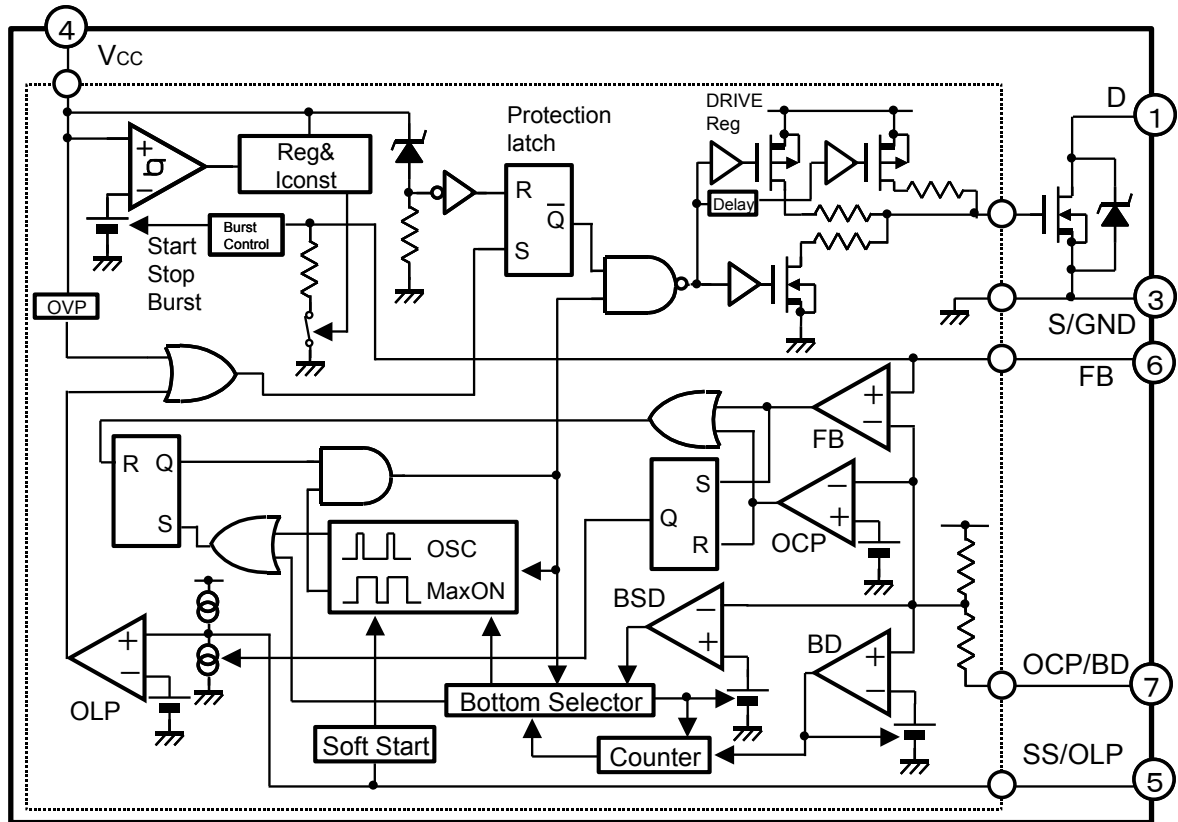 4
VCC
D
1
Protection
latch
DRIVE
Reg
+
−
Reg&
Iconst
R
Q
S
Delay
Burst
Control
Start
Stop
Burst
OVP
3
S/GND
6
FB
+
−
FB
R
Q
S
S
Q
R
−
+
OCP
OSC
MaxON
BSD
−
+
BD
+
−
OCP/BD
7
+
−
OLP
Bottom Selector
Soft Start
Counter
SS/OLP
5